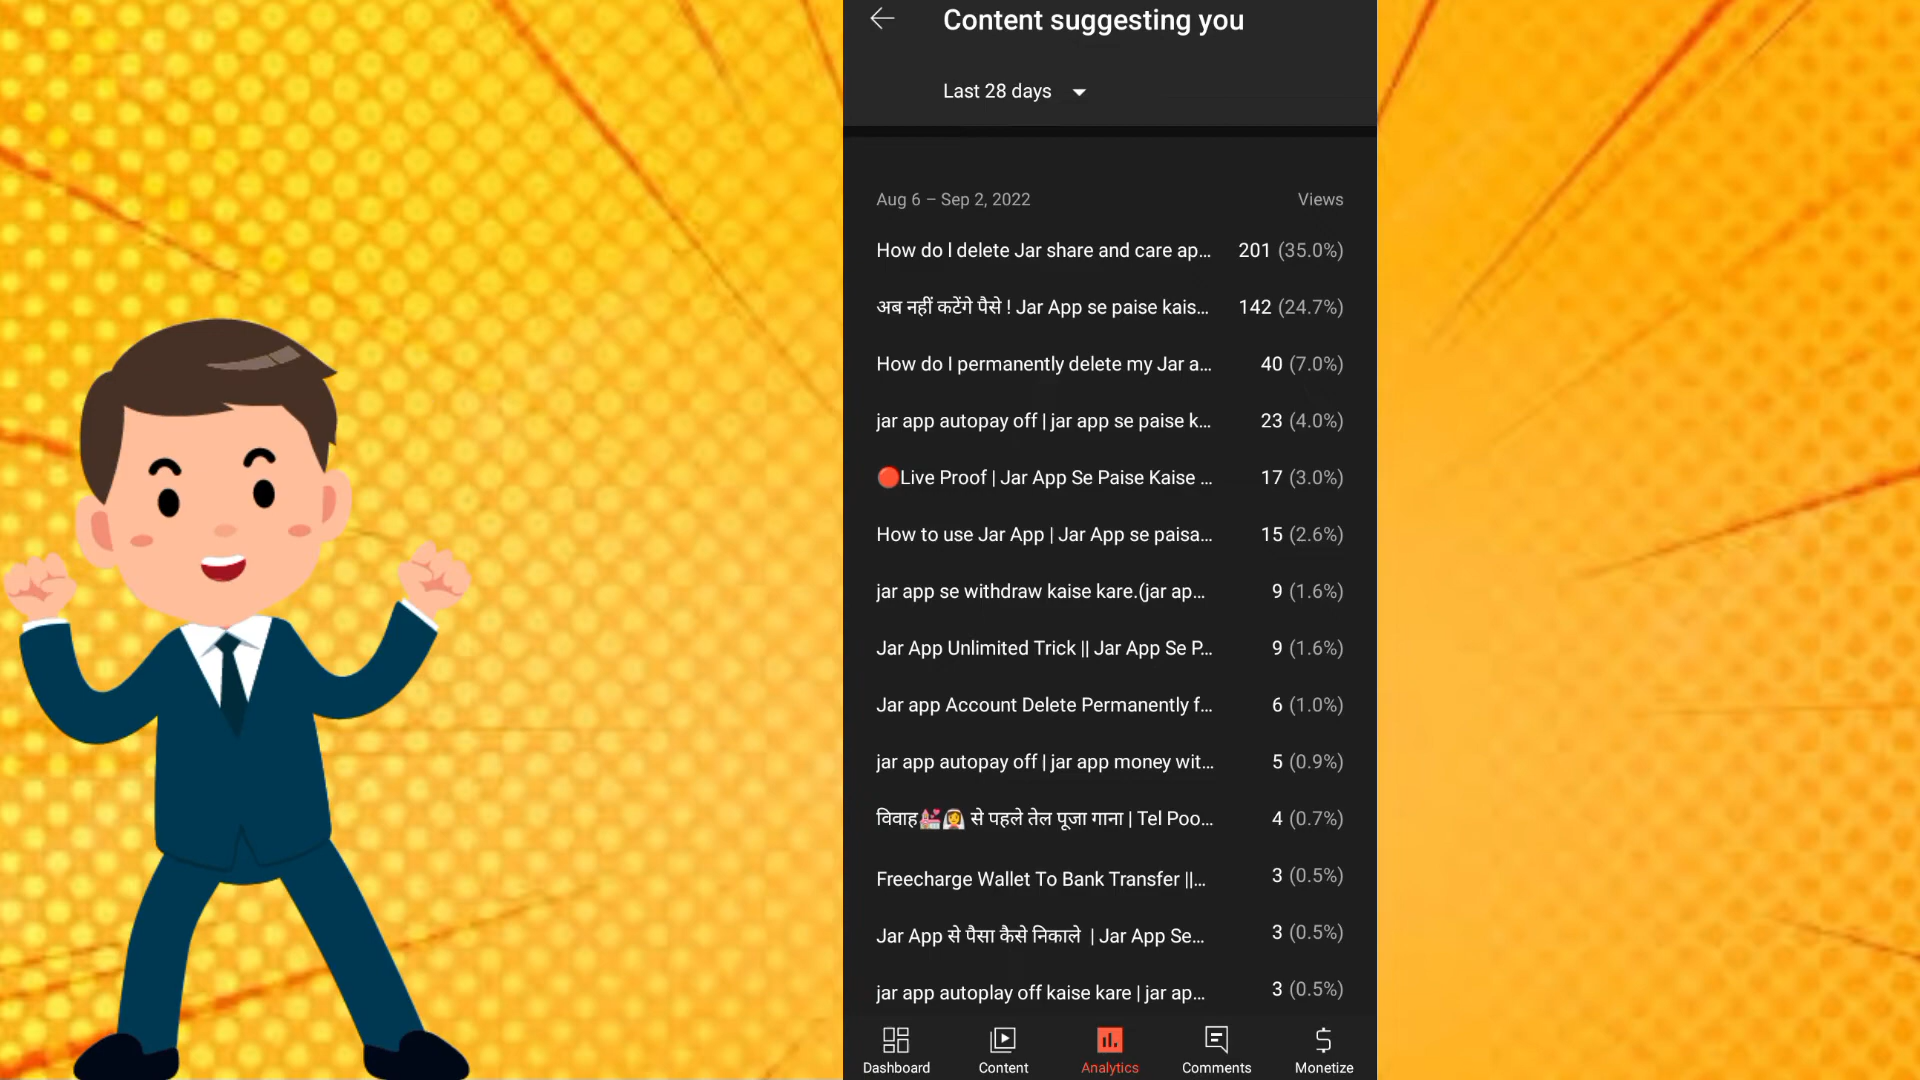 Content suggesting you
Last 28 days
Aug 6 – Sep 2, 2022 Views
How do I delete Jar share and care ap... 201 (35.0%)
अब नहीं कटेंगे पैसे ! Jar App se paise kais... 142 (24.7%)
How do I permanently delete my Jar a... 40 (7.0%)
jar app autopay off | jar app se paise k... 23 (4.0%)
🔴Live Proof | Jar App Se Paise Kaise ... 17 (3.0%)
How to use Jar App | Jar App se paisa... 15 (2.6%)
jar app se withdraw kaise kare.(jar ap... 9 (1.6%)
Jar App Unlimited Trick || Jar App Se P... 9 (1.6%)
Jar app Account Delete Permanently f... 6 (1.0%)
jar app autopay off | jar app money wit... 5 (0.9%)
विवाह💒👰 से पहले तेल पूजा गाना | Tel Poo... 4 (0.7%)
Freecharge Wallet To Bank Transfer ||... 3 (0.5%)
Jar App से पैसा कैसे निकाले | Jar App Se... 3 (0.5%)
jar app autoplay off kaise kare | jar ap... 3 (0.5%)
Dashboard Content Analytics Comments Monetize